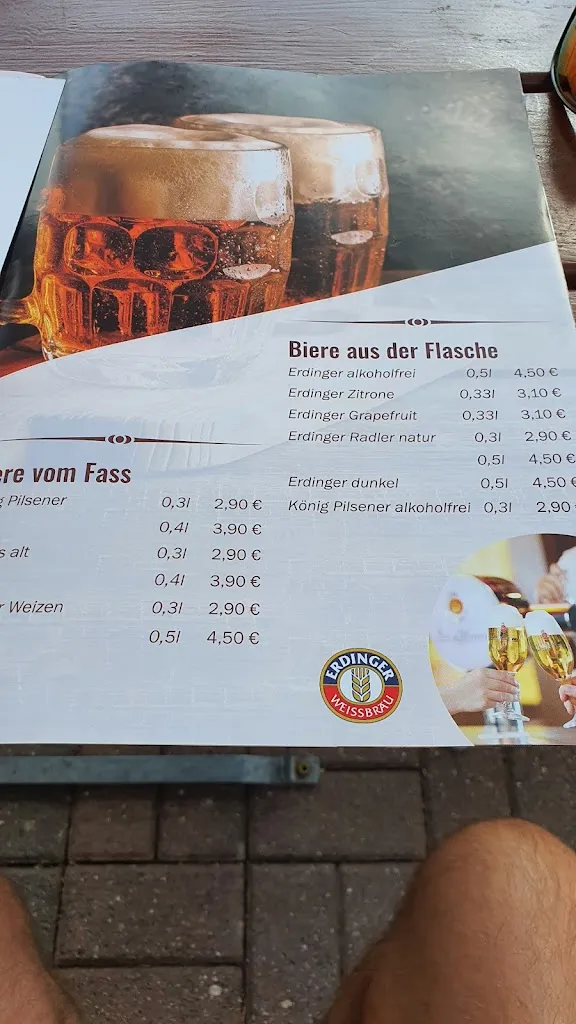 Biere aus der Flasche
Erdinger alkoholfrei 0,5l 4,50 €
Erdinger Zitrone 0,33l 3,10 €
Erdinger Grapefruit 0,33l 3,10 €
Erdinger Radler natur 0,3l 2,90 €
0,5l 4,50 €
Erdinger dunkel 0,5l 4,50 €
König Pilsener alkoholfrei 0,3l 2,90
ere vom Fass
g Pilsener 0,3l 2,90 €
0,4l 3,90 €
s alt 0,3l 2,90 €
0,4l 3,90 €
r Weizen 0,3l 2,90 €
0,5l 4,50 €
ERDINGER
WEISSBRÄU